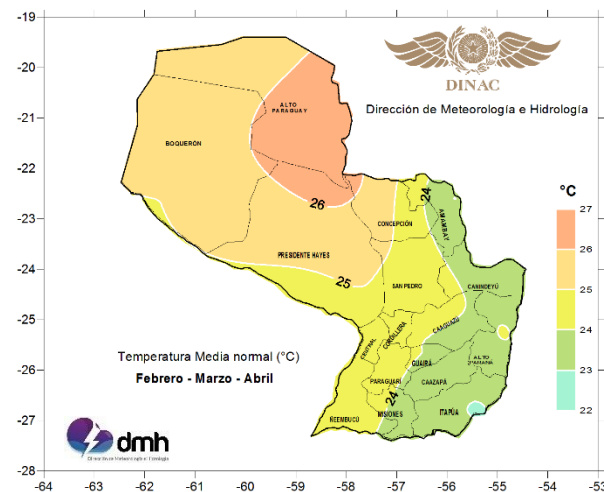 DINAC
Dirección de Meteorología e Hidrología
-19
-20
-21
-22
-23
-24
-25
-26
-27
-28
-64
-63
-62
-61
-60
-59
-58
-57
-56
-55
-54
-53
ALTO
PARAGUAY
BOQUERÓN
26
CONCEPCIÓN
24
AMAMBAY
PRESIDENTE HAYES
25
SAN PEDRO
CANINDEYÚ
CAAGUAZÚ
CORDILLERA
CENTRAL
GUAIRÁ
ALTO
PARANÁ
PARAGUARÍ
CAAZAPÁ
24
ÑEEMBUCÚ
MISIONES
ITAPÚA
°C
27
26
25
24
23
22
Temperatura Media normal (°C)
Febrero - Marzo - Abril
dmh